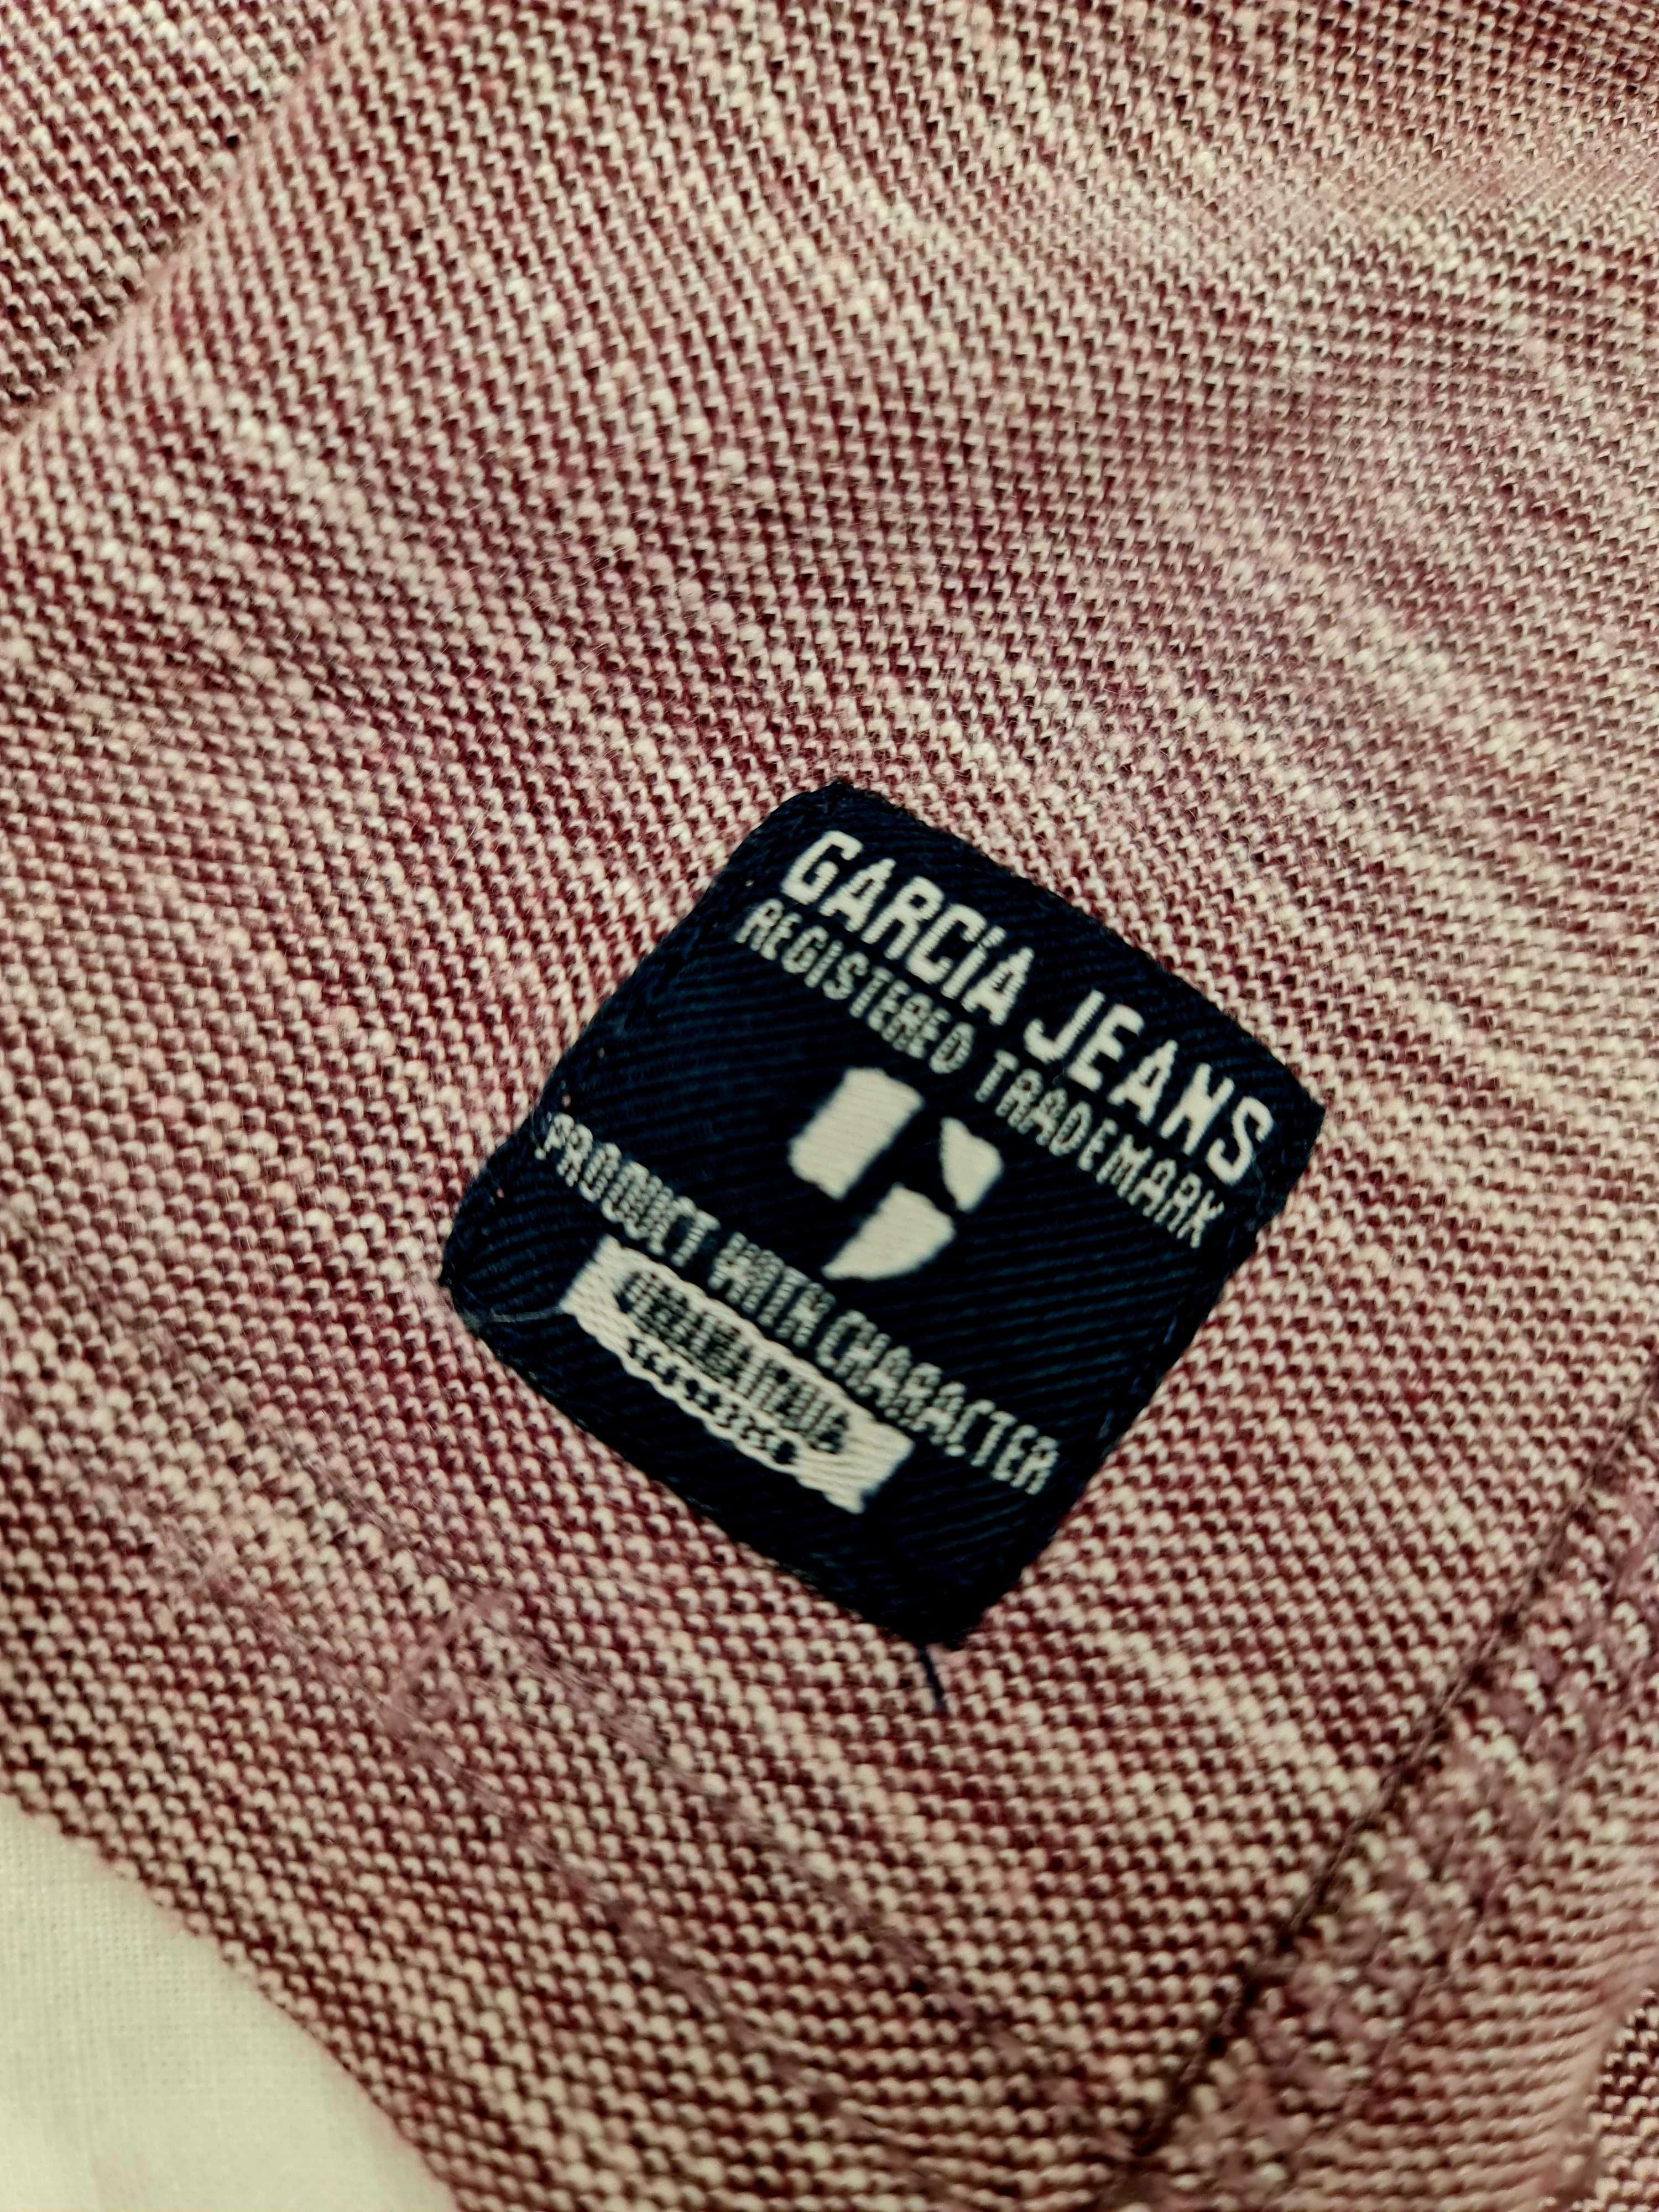 GARCIA JEANS
REGISTERED TRADEMARK
PRODUCT WITH CHARACTER